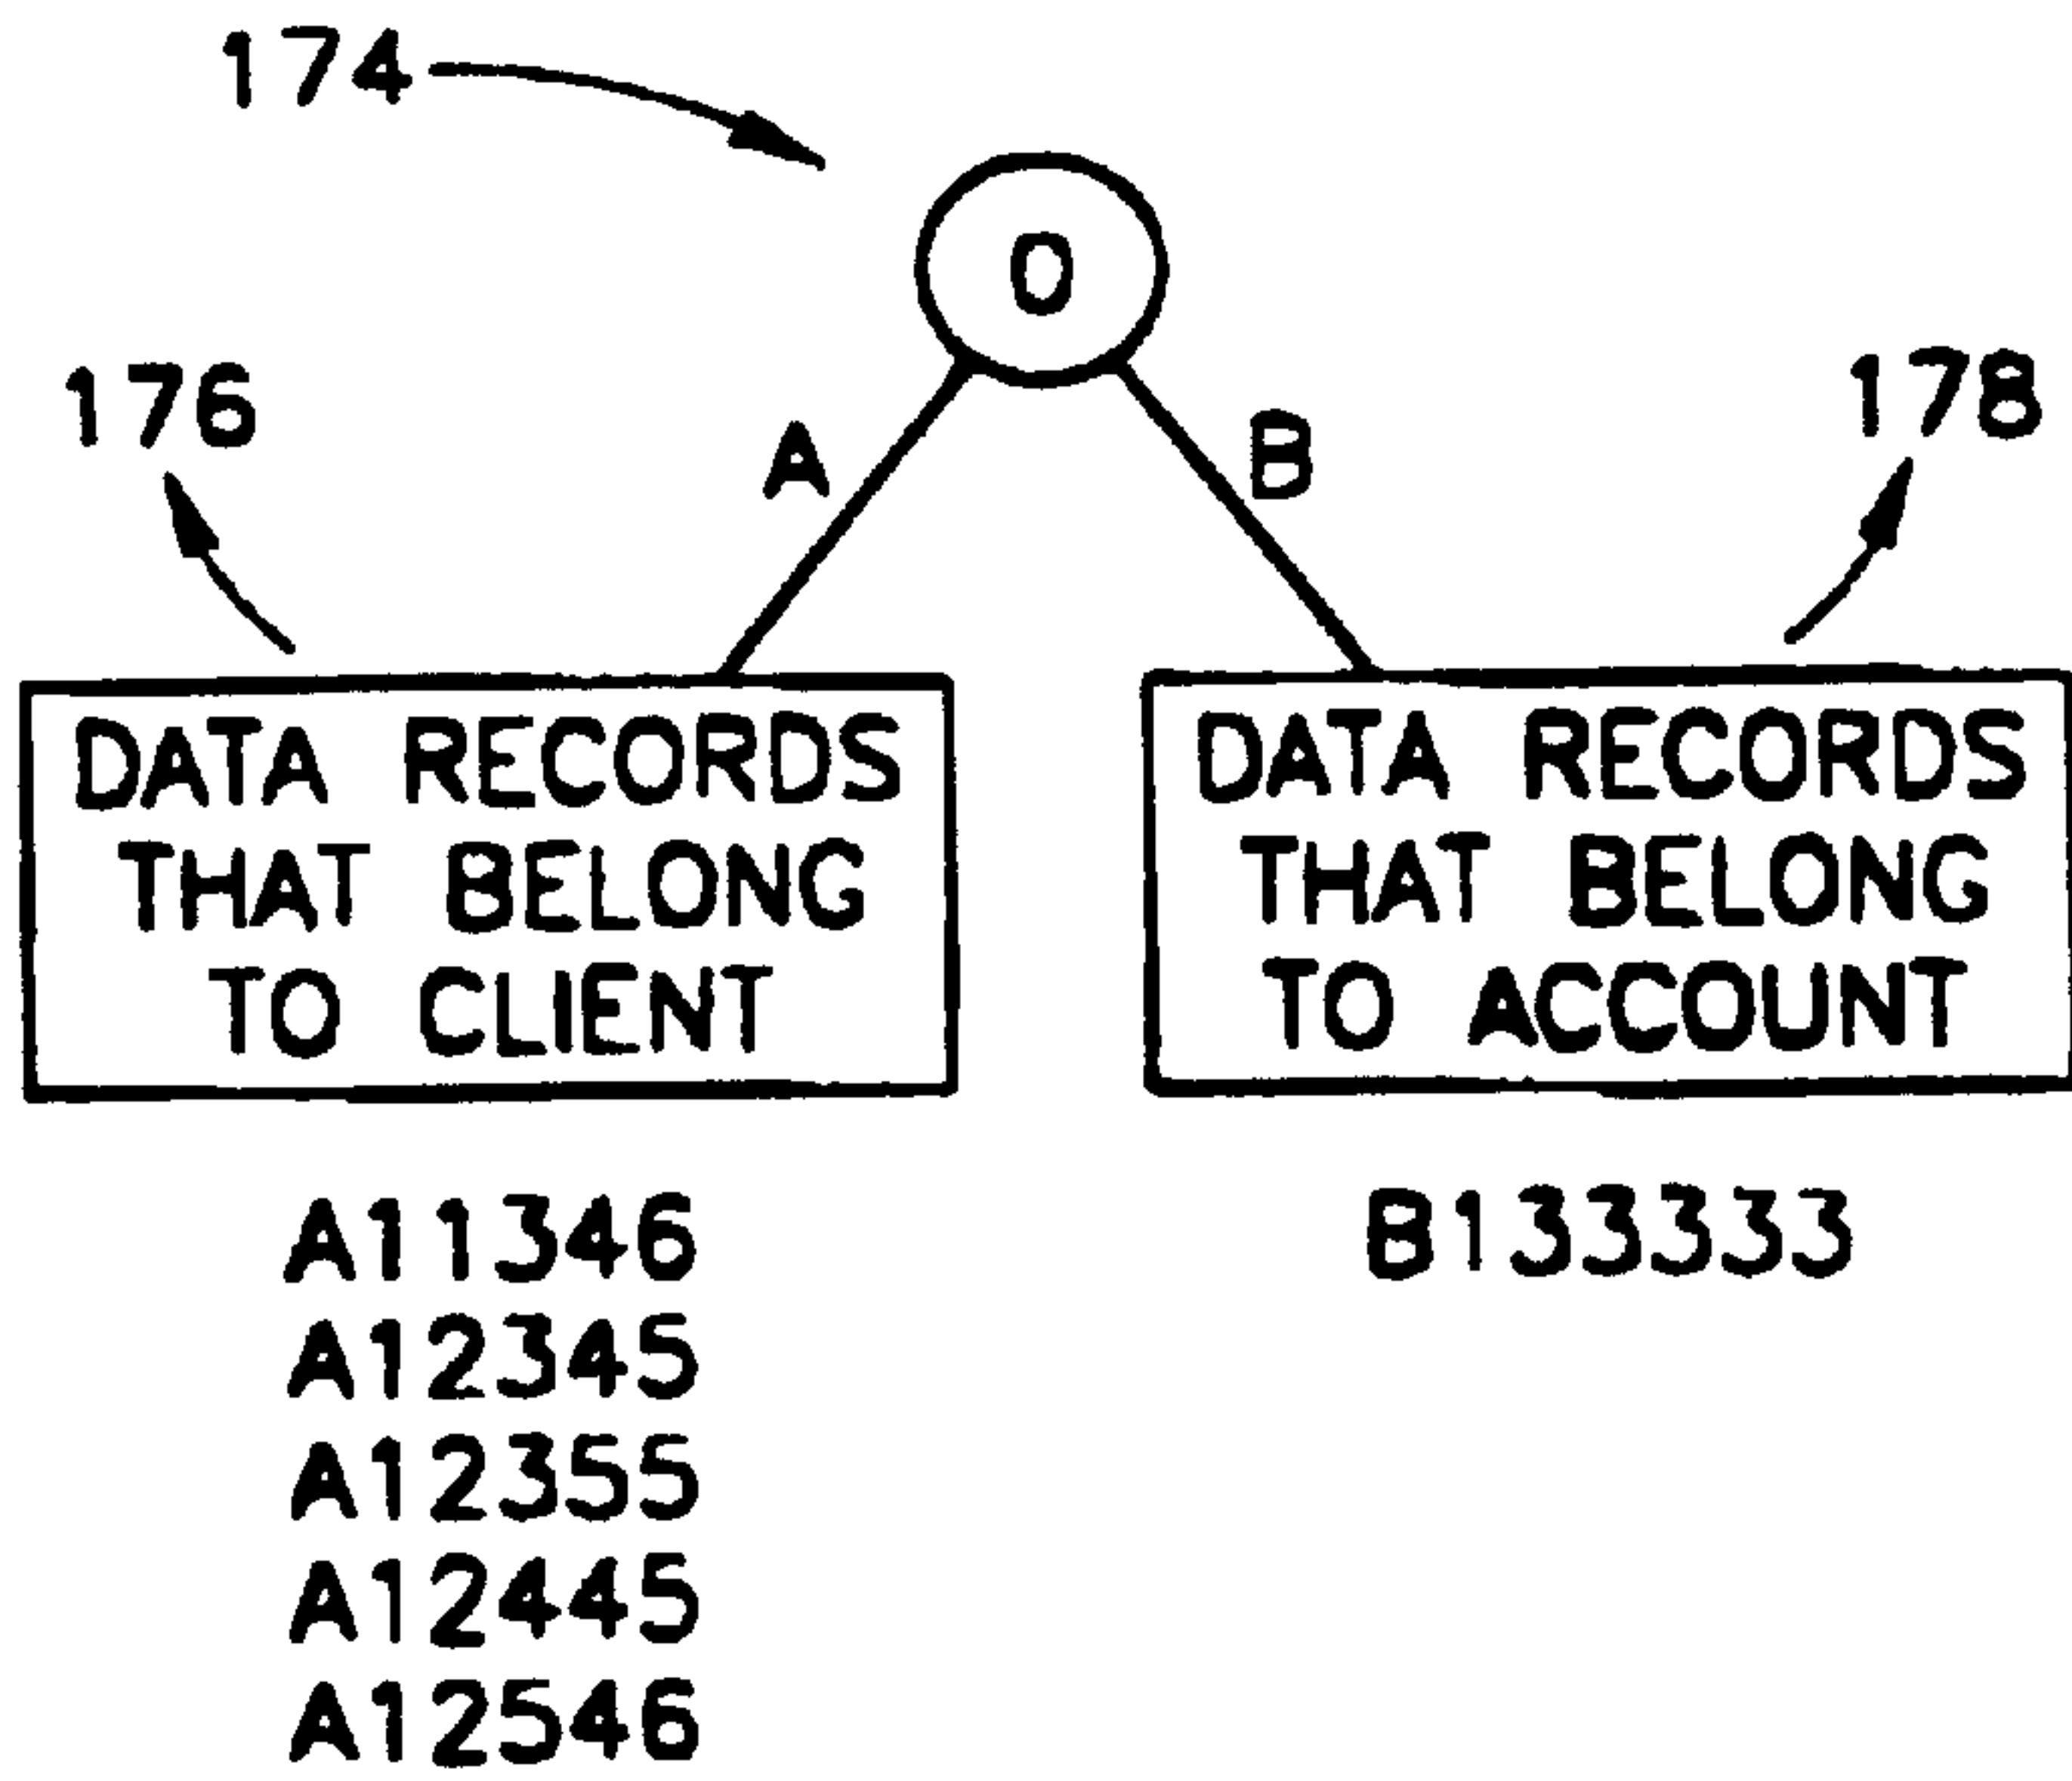 174
0
176
178
A
B
DATA RECORDS
THAT BELONG
TO CLIENT
DATA RECORDS
THAT BELONG
TO ACCOUNT
A11346
A12345
A12355
A12445
A12546
B133333